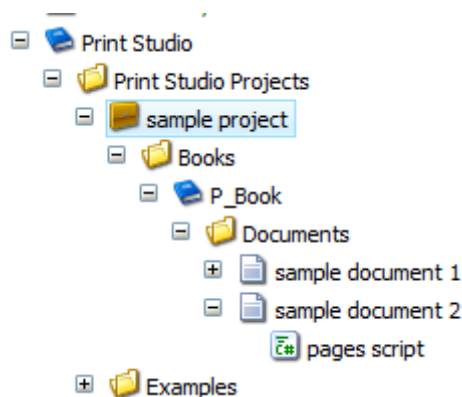 Print Studio
Print Studio Projects
sample project
Books
P_Book
Documents
sample document 1
sample document 2
c# pages script
Examples